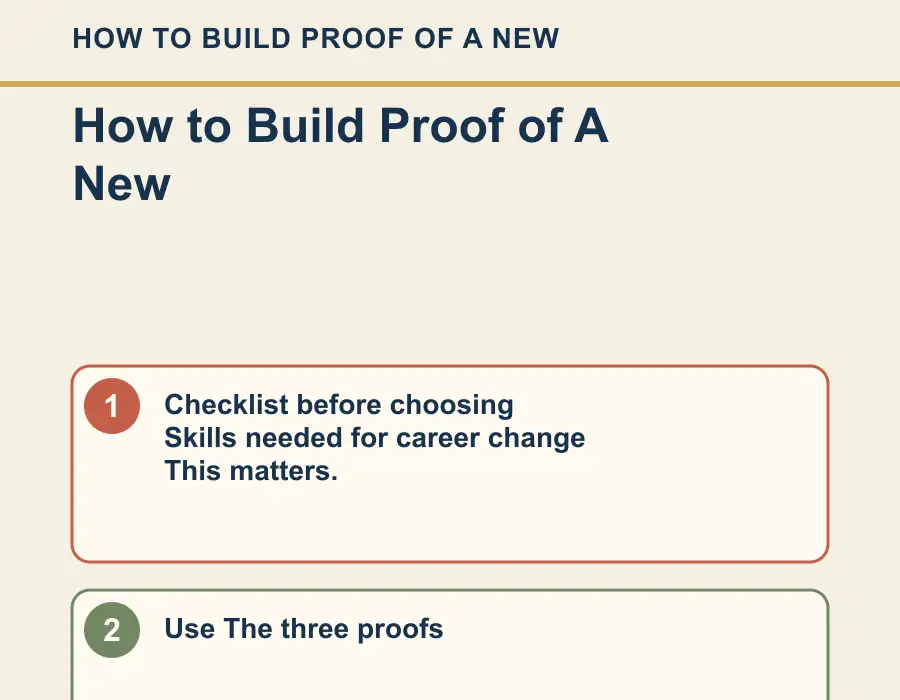 HOW TO BUILD PROOF OF A NEW
How to Build Proof of A
New
1
Checklist before choosing
Skills needed for career change
This matters.
2
Use The three proofs